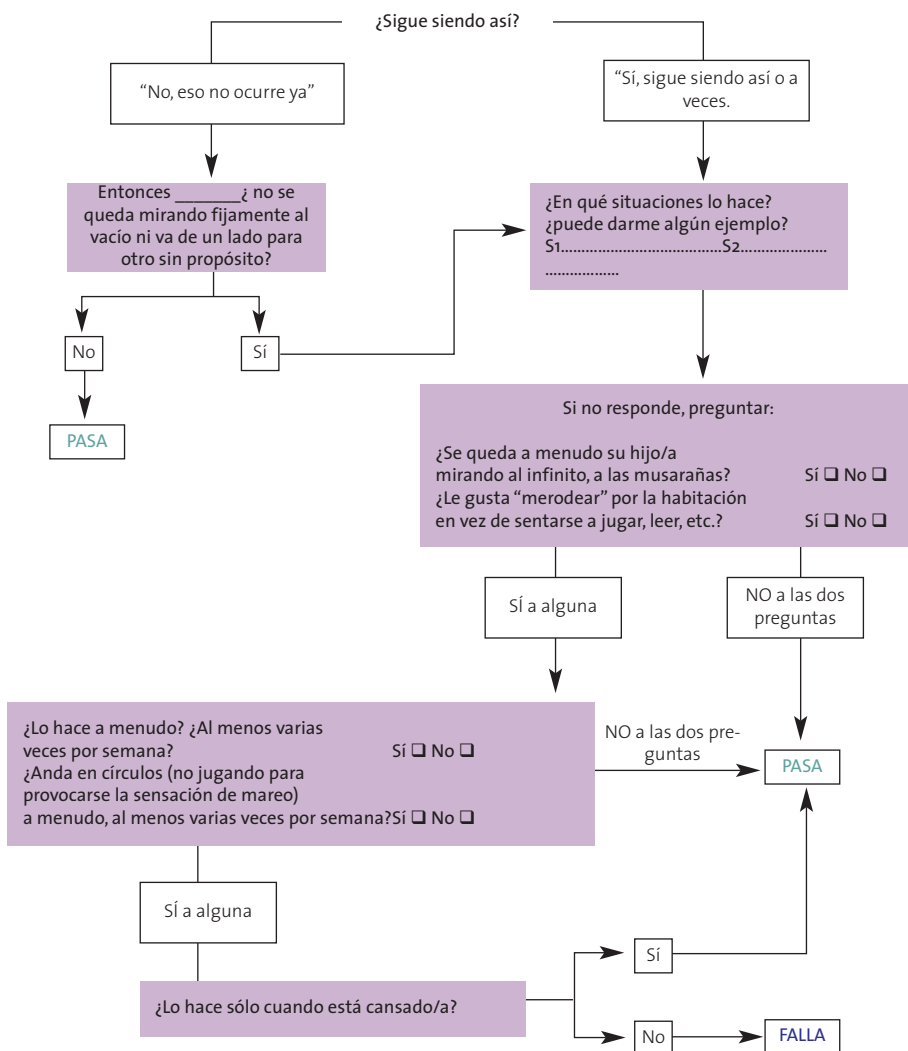 ¿Sigue siendo así?
“No, eso no ocurre ya”
“Sí, sigue siendo así o a
veces.
Entonces _______¿ no se
queda mirando fijamente al
vacío ni va de un lado para
otro sin propósito?
¿En qué situaciones lo hace?
¿puede darme algún ejemplo?
S1..................................S2....................
..................
No
Sí
PASA
Si no responde, preguntar:
¿Se queda a menudo su hijo/a
mirando al infinito, a las musarañas? Sí ❑ No ❑
¿Le gusta “merodear” por la habitación
en vez de sentarse a jugar, leer, etc.? Sí ❑ No ❑
SÍ a alguna
NO a las dos
preguntas
¿Lo hace a menudo? ¿Al menos varias
veces por semana? Sí ❑ No ❑
¿Anda en círculos (no jugando para
provocarse la sensación de mareo)
a menudo, al menos varias veces por semana?Sí ❑ No ❑
NO a las dos pre-
guntas
PASA
SÍ a alguna
¿Lo hace sólo cuando está cansado/a?
Sí
No
FALLA